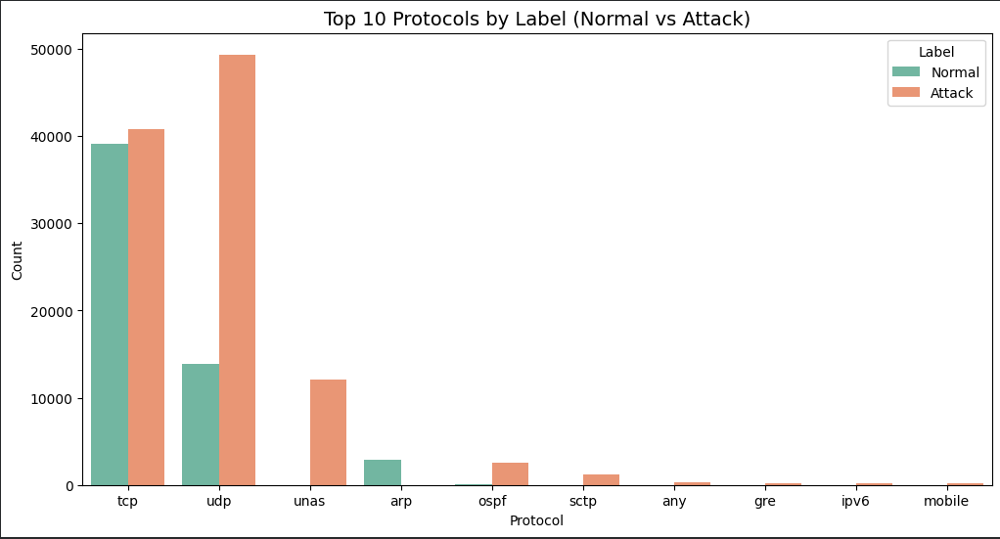 Top 10 Protocols by Label (Normal vs Attack)
Label
Normal
Attack
Count
50000
40000
30000
20000
10000
0
tcp udp unas arp ospf sctp any gre ipv6 mobile
Protocol